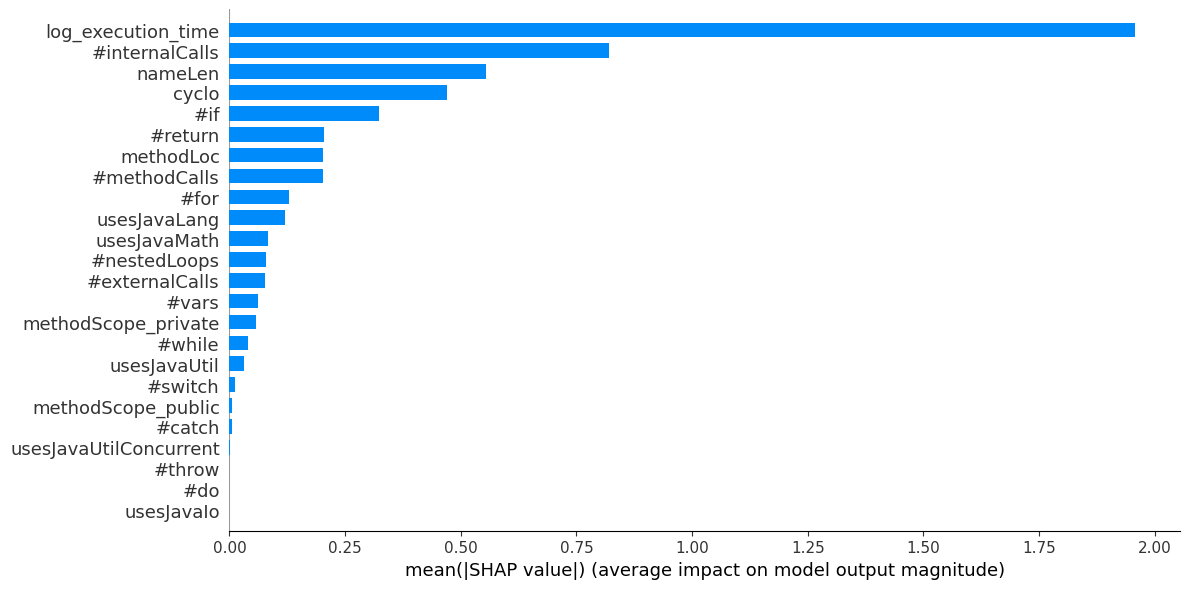 log_execution_time
#internalCalls
nameLen
cyclo
#if
#return
methodLoc
#methodCalls
#for
usesJavaLang
usesJavaMath
#nestedLoops
#externalCalls
#vars
methodScope_private
#while
usesJavaUtil
#switch
methodScope_public
#catch
usesJavaUtilConcurrent
#throw
#do
usesJavaIo
0.00 0.25 0.50 0.75 1.00 1.25 1.50 1.75 2.00
mean(|SHAP value|) (average impact on model output magnitude)